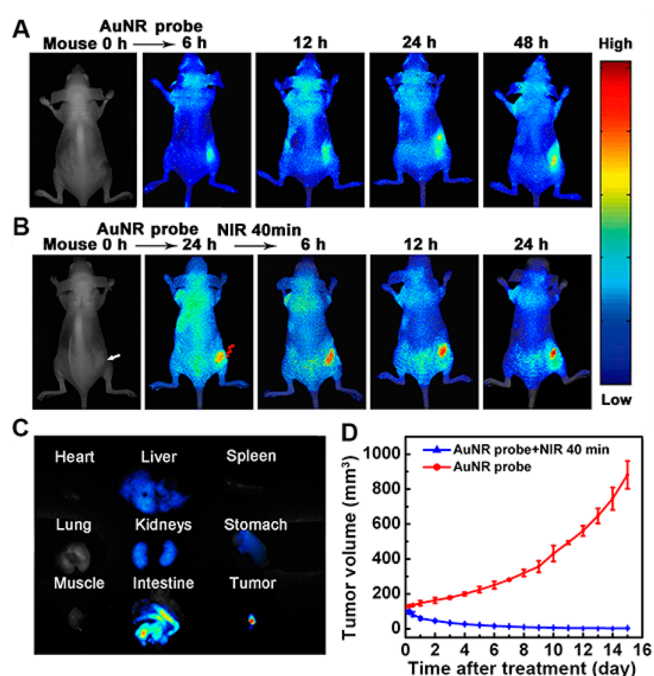 A
AuNR probe
Mouse 0 h 6 h 12 h 24 h 48 h
High
B
AuNR probe NIR 40min
Mouse 0 h 24 h 6 h 12 h 24 h
Low
C
Heart Liver Spleen
Lung Kidneys Stomach
Muscle Intestine Tumor
D
AuNR probe+NIR 40 min
AuNR probe
Tumor volume (mm³)
1000
800
600
400
200
0
0 2 4 6 8 10 12 14 16
Time after treatment (day)